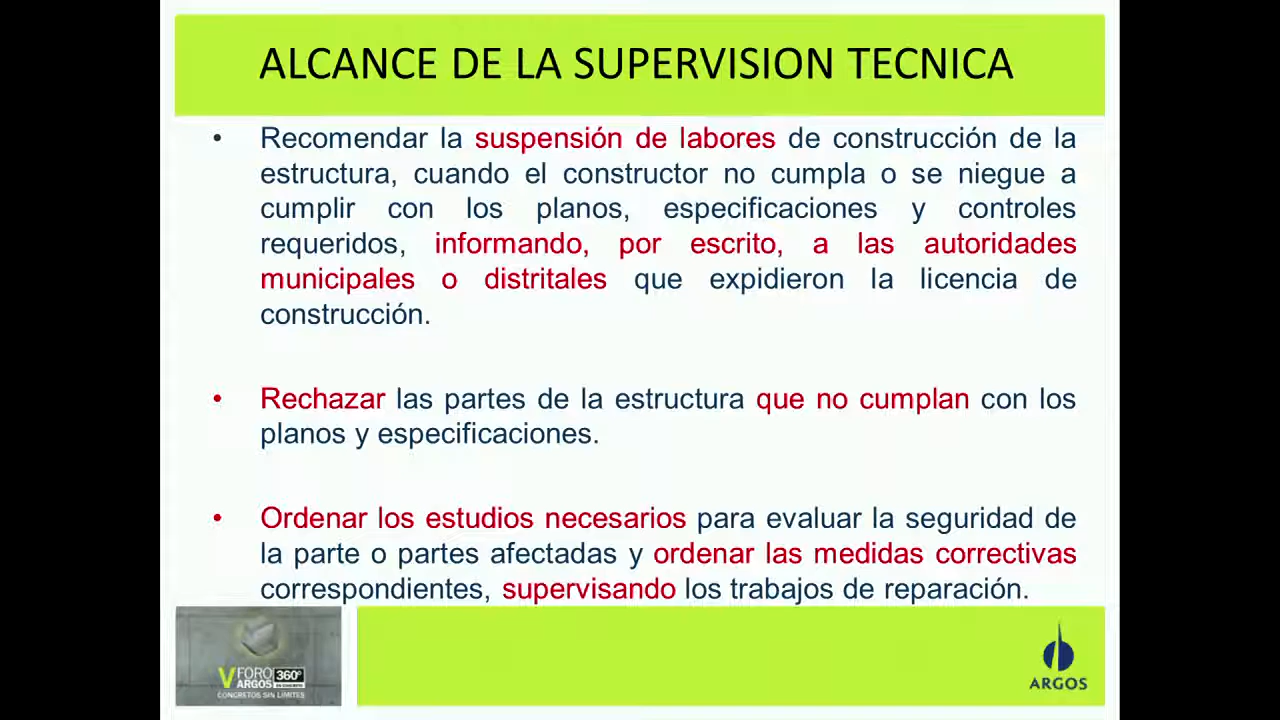 ALCANCE DE LA SUPERVISION TECNICA
• Recomendar la suspensión de labores de construcción de la
estructura, cuando el constructor no cumpla o se niegue a
cumplir con los planos, especificaciones y controles
requeridos, informando, por escrito, a las autoridades
municipales o distritales que expidieron la licencia de
construcción.
• Rechazar las partes de la estructura que no cumplan con los
planos y especificaciones.
• Ordenar los estudios necesarios para evaluar la seguridad de
la parte o partes afectadas y ordenar las medidas correctivas
correspondientes, supervisando los trabajos de reparación.
V FORO
ARGOS 360°
CONCRETOS SIN LÍMITES
ARGOS